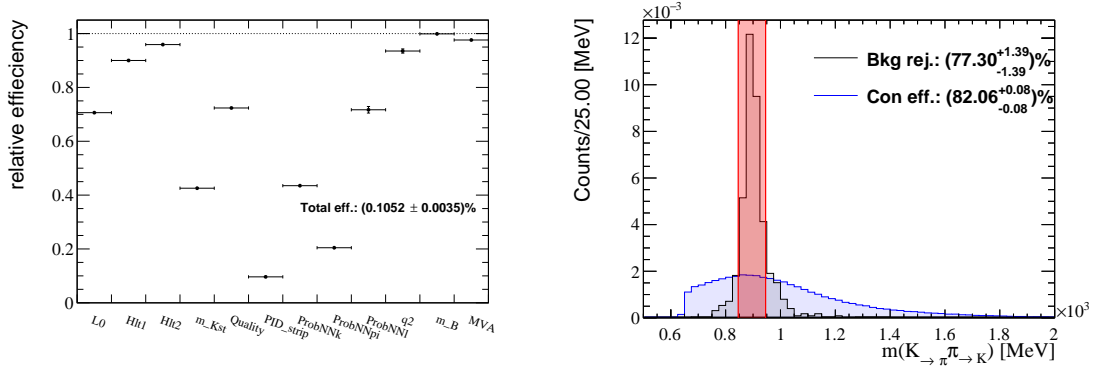 relative effieciency
1
0.8
0.6
0.4
0.2
0
Total eff.: (0.1052 ± 0.0035)%
L0 Hlt1 Hlt2 m_Kst Quality PID_strip ProbNNk ProbNNpi ProbNNl q2 m_B MVA
×10⁻³
Counts/25.00 [MeV]
12
10
8
6
4
2
0
Bkg rej.: (77.30 +1.39 -1.39)%
Con eff.: (82.06 +0.08 -0.08)%
0.6 0.8 1 1.2 1.4 1.6 1.8 2
×10³
m(K→π π→K) [MeV]